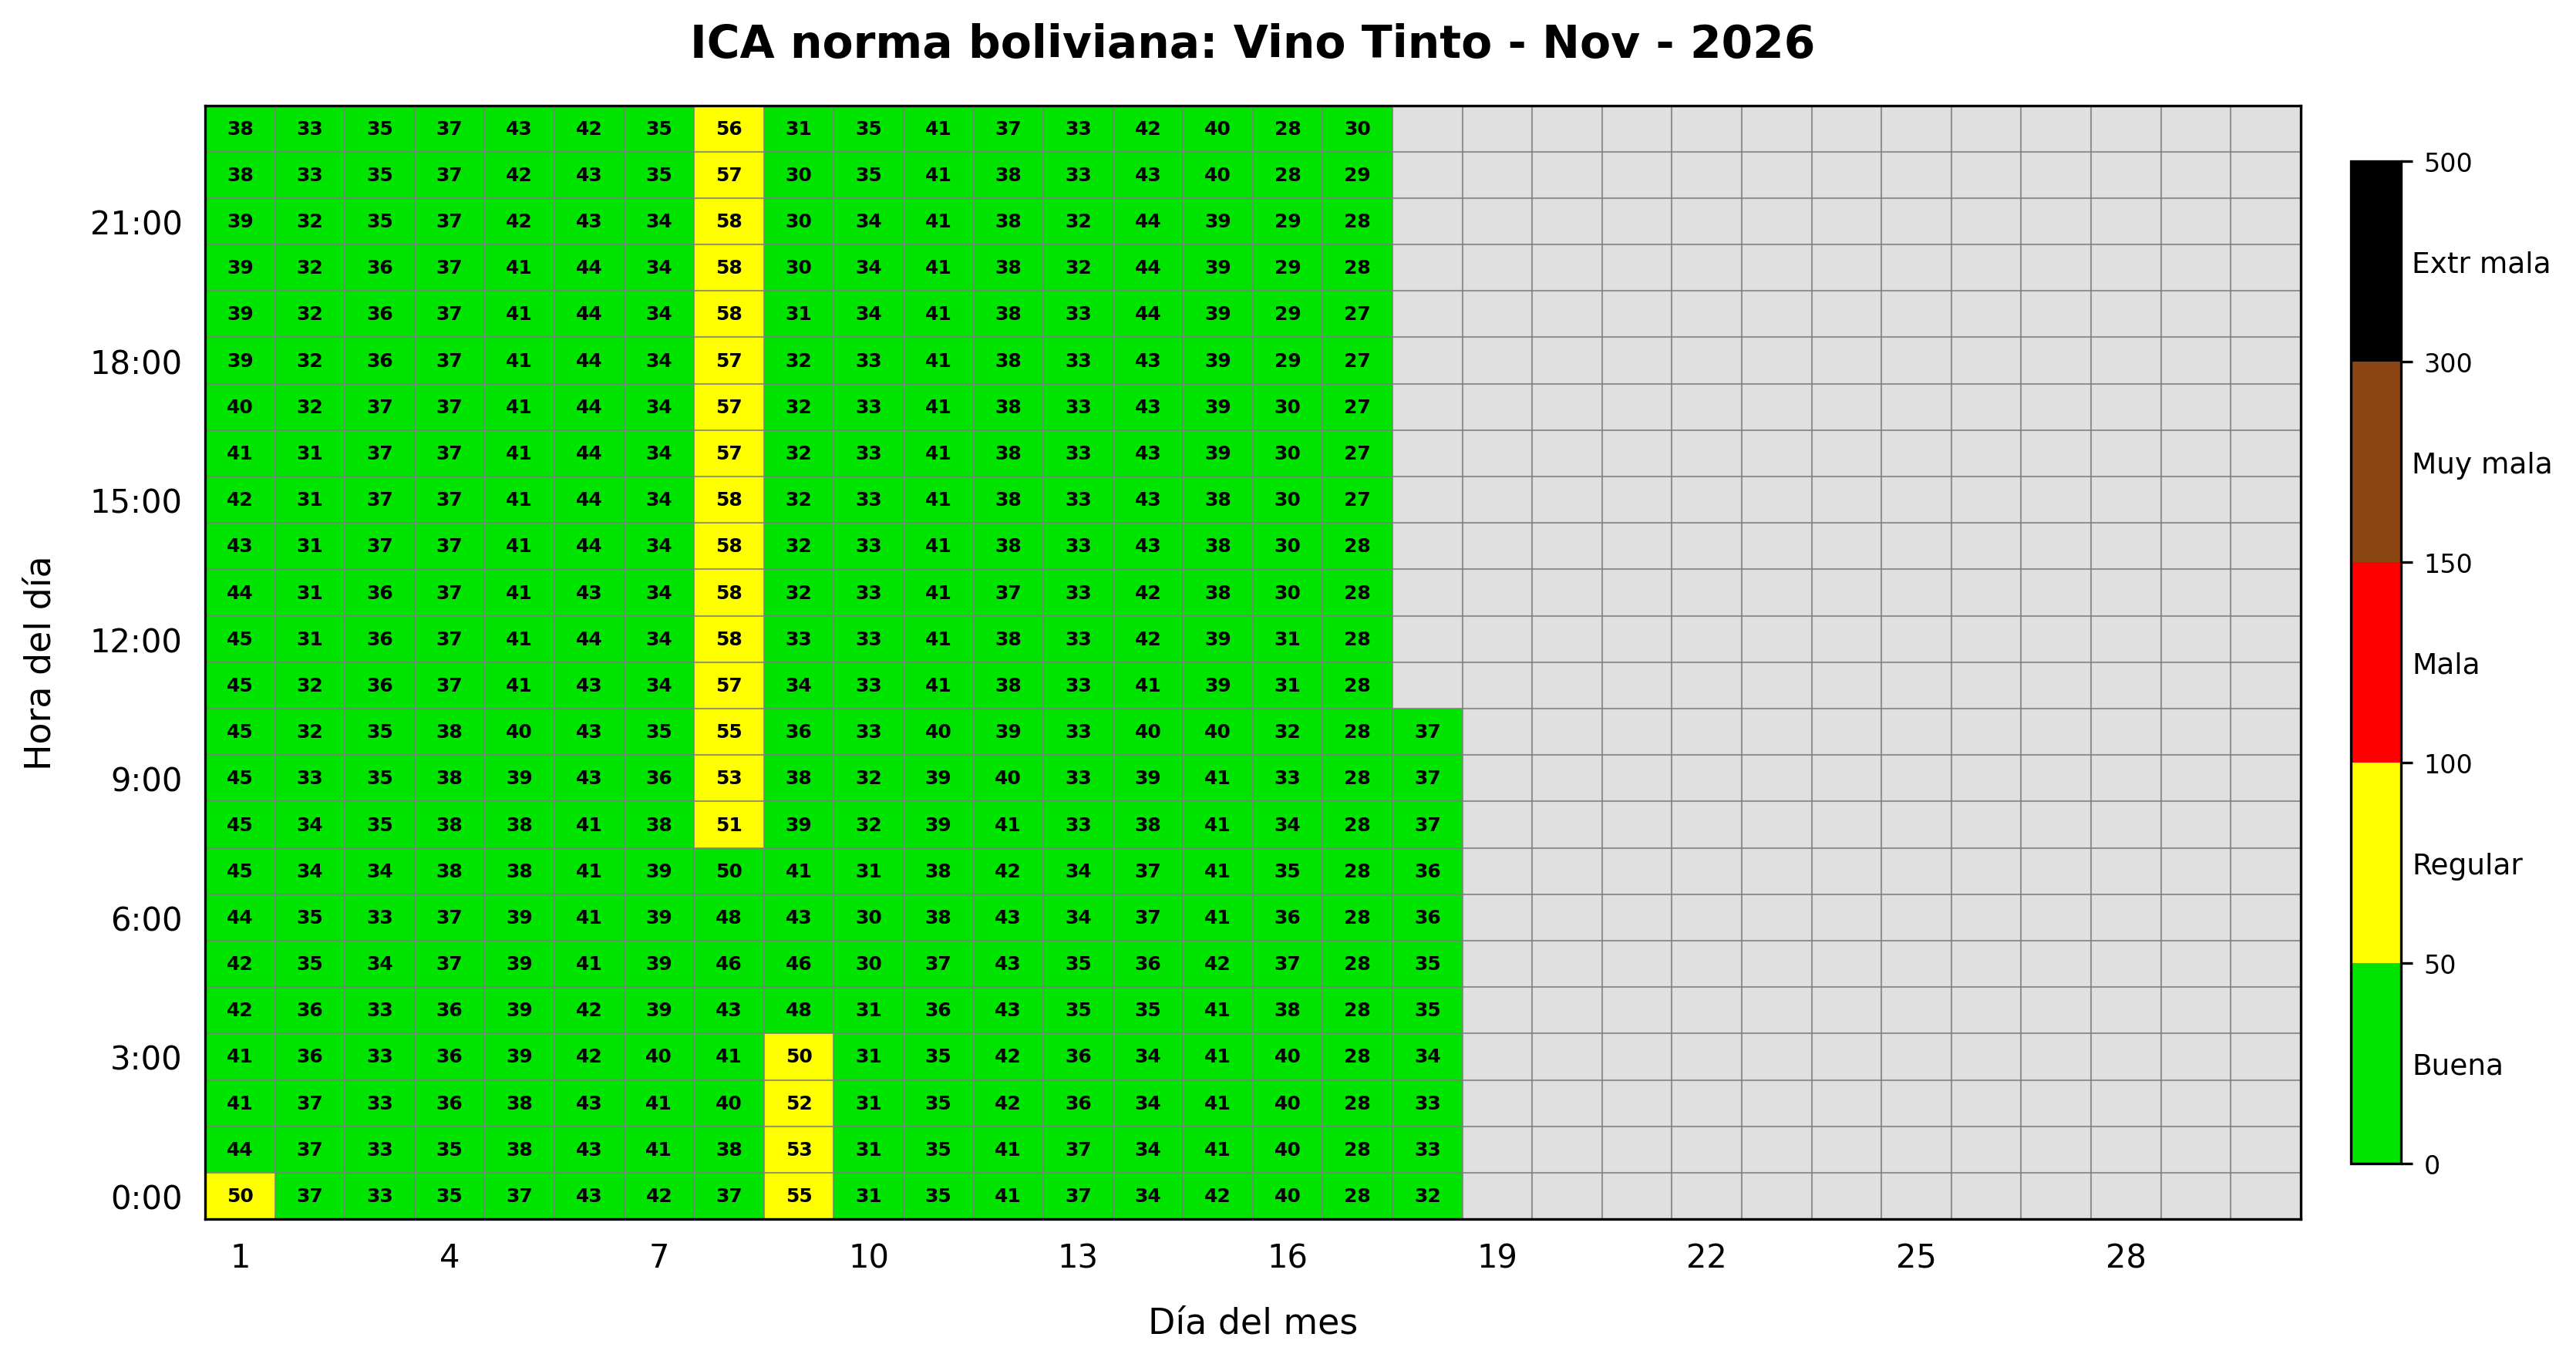 ICA norma boliviana: Vino Tinto - Nov - 2026
38 33 35 37 43 42 35 56 31 35 41 37 33 42 40 28 30
38 33 35 37 42 43 35 57 30 35 41 38 33 43 40 28 29
21:00 39 32 35 37 42 43 34 58 30 34 41 38 32 44 39 29 28
39 32 36 37 41 44 34 58 30 34 41 38 32 44 39 29 28
39 32 36 37 41 44 34 58 31 34 41 38 33 44 39 29 27
18:00 39 32 36 37 41 44 34 57 32 33 41 38 33 43 39 29 27
40 32 37 37 41 44 34 57 32 33 41 38 33 43 39 30 27
41 31 37 37 41 44 34 57 32 33 41 38 33 43 39 30 27
15:00 42 31 37 37 41 44 34 58 32 33 41 38 33 43 38 30 27
43 31 37 37 41 44 34 58 32 33 41 38 33 43 38 30 28
44 31 36 37 41 43 34 58 32 33 41 37 33 42 38 30 28
12:00 45 31 36 37 41 44 34 58 33 33 41 38 33 42 39 31 28
45 32 36 37 41 43 34 57 34 33 41 38 33 41 39 31 28
45 32 35 38 40 43 35 55 36 33 40 39 33 40 40 32 28 37
9:00 45 33 35 38 39 43 36 53 38 32 39 40 33 39 41 33 28 37
45 34 35 38 38 41 38 51 39 32 39 41 33 38 41 34 28 37
45 34 34 38 38 41 39 50 41 31 38 42 34 37 41 35 28 36
6:00 44 35 33 37 39 41 39 48 43 30 38 43 34 37 41 36 28 36
42 35 34 37 39 41 39 46 46 30 37 43 35 36 42 37 28 35
42 36 33 36 39 42 39 43 48 31 36 43 35 35 41 38 28 35
3:00 41 36 33 36 39 42 40 41 50 31 35 42 36 34 41 40 28 34
41 37 33 36 38 43 41 40 52 31 35 42 36 34 41 40 28 33
44 37 33 35 38 43 41 38 53 31 35 41 37 34 41 40 28 33
0:00 50 37 33 35 37 43 42 37 55 31 35 41 37 34 42 40 28 32
1 4 7 10 13 16 19 22 25 28
Día del mes
Hora del día
500
Extr mala
300
Muy mala
150
Mala
100
Regular
50
Buena
0